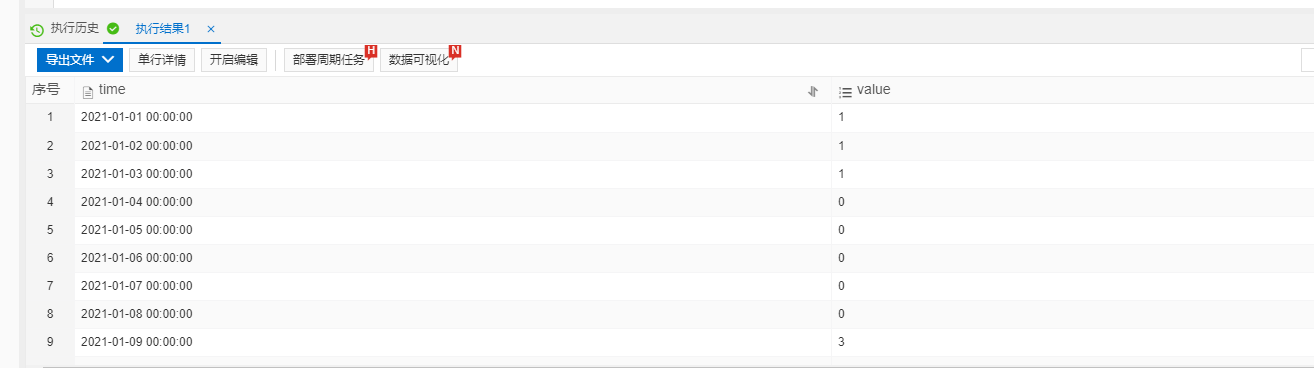 执行历史 执行结果1 ×
导出文件 单行详情 开启编辑 部署周期任务 H 数据可视化 N
序号 time value
1 2021-01-01 00:00:00 1
2 2021-01-02 00:00:00 1
3 2021-01-03 00:00:00 1
4 2021-01-04 00:00:00 0
5 2021-01-05 00:00:00 0
6 2021-01-06 00:00:00 0
7 2021-01-07 00:00:00 0
8 2021-01-08 00:00:00 0
9 2021-01-09 00:00:00 3